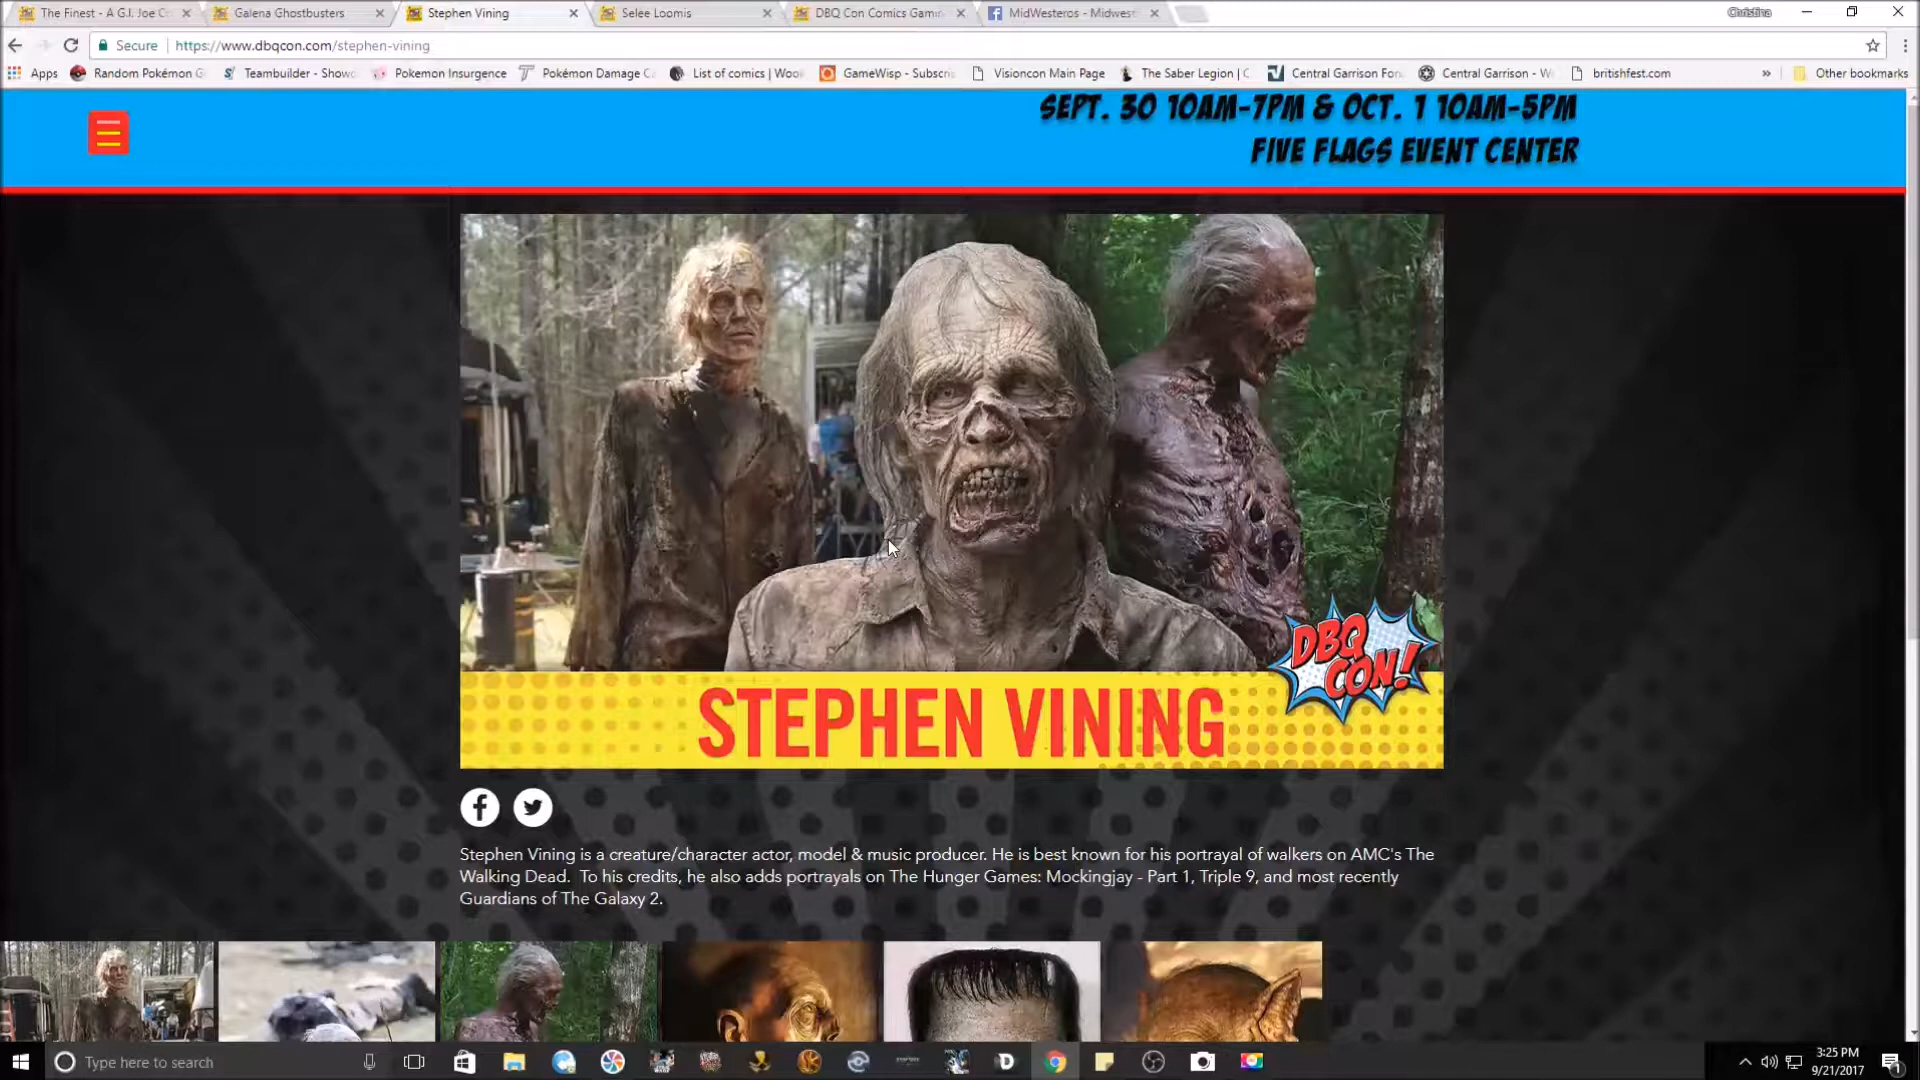 The Finest - A G.I. Joe C
Galena Ghostbusters
Stephen Vining
Selee Loomis
DBQ Con Comics Gamin
MidWesteros - Midwest
Christina
Secure
https://www.dbqcon.com/stephen-vining
Apps
Random Pokémon G
Teambuilder - Showd
Pokemon Insurgence
Pokémon Damage Ca
List of comics | Wook
GameWisp - Subscri
Visioncon Main Page
The Saber Legion | C
Central Garrison For
Central Garrison - W
britishfest.com
»
Other bookmarks
SEPT. 30 10AM-7PM & OCT. 1 10AM-5PM
FIVE FLAGS EVENT CENTER
DBQ
CON!
STEPHEN VINING
Stephen Vining is a creature/character actor, model & music producer. He is best known for his portrayal of walkers on AMC's The
Walking Dead. To his credits, he also adds portrayals on The Hunger Games: Mockingjay - Part 1, Triple 9, and most recently
Guardians of The Galaxy 2.
Type here to search
3:25 PM
9/21/2017